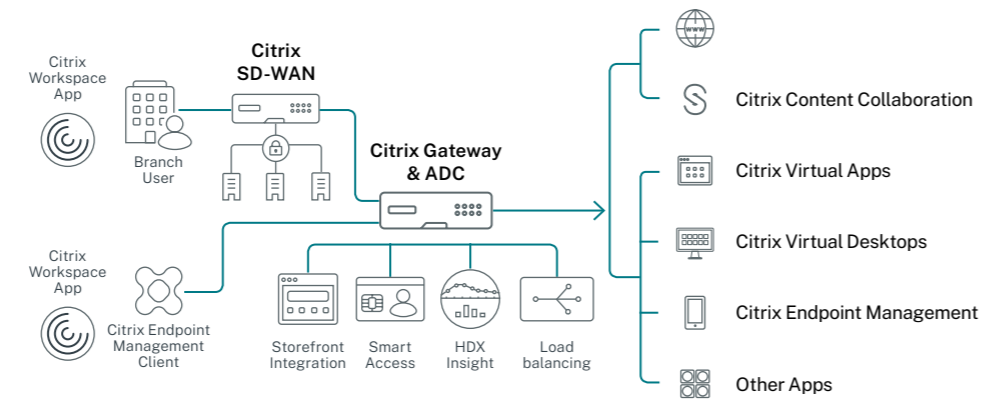 Citrix
Workspace
App
Branch
User
Citrix
SD-WAN
Citrix Gateway
& ADC
Citrix
Workspace
App
Citrix Endpoint
Management
Client
Storefront
Integration
Smart
Access
HDX
Insight
Load
balancing
www
Citrix Content Collaboration
Citrix Virtual Apps
Citrix Virtual Desktops
Citrix Endpoint Management
Other Apps